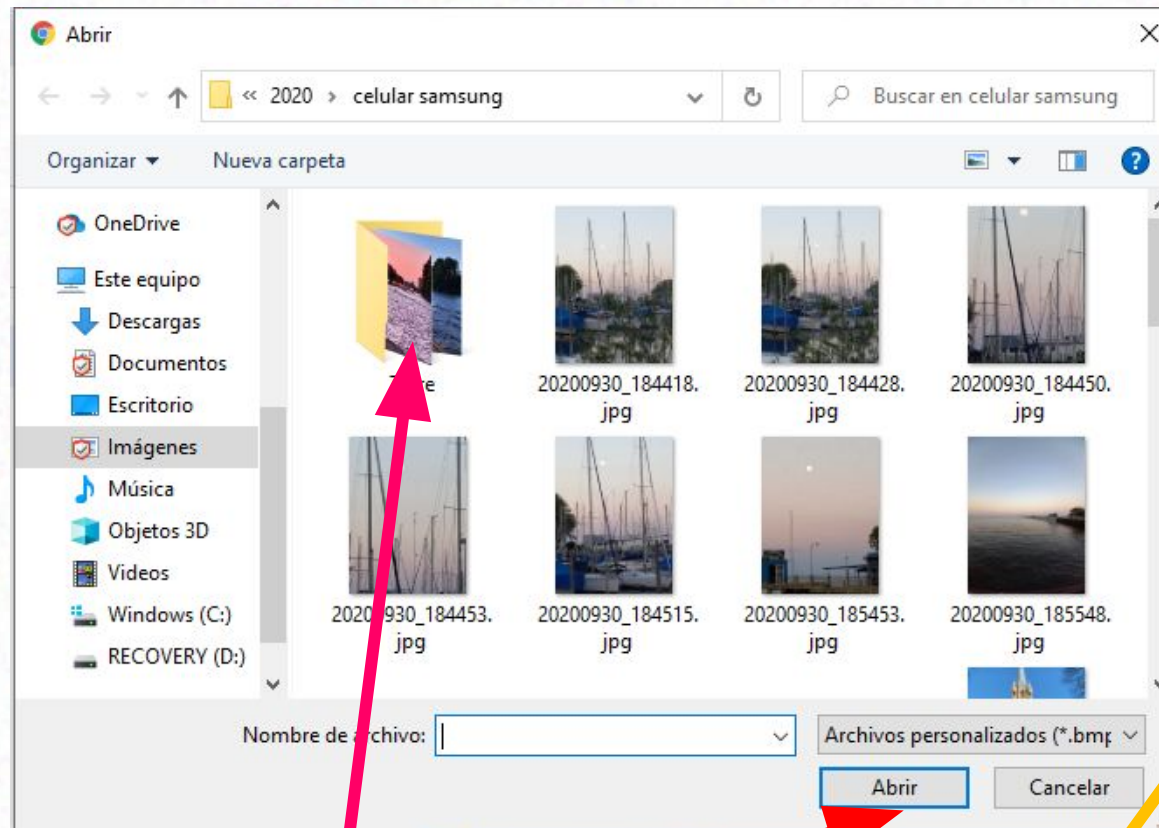 Abrir
« 2020 › celular samsung
Buscar en celular samsung
Organizar
Nueva carpeta
OneDrive
Este equipo
Descargas
Documentos
Escritorio
Imágenes
Música
Objetos 3D
Videos
Windows (C:)
RECOVERY (D:)
20200930_184418.
jpg
20200930_184428.
jpg
20200930_184450.
jpg
20200930_184453.
jpg
20200930_184515.
jpg
20200930_185453.
jpg
20200930_185548.
jpg
Nombre de archivo:
Archivos personalizados (*.bmp
Abrir
Cancelar